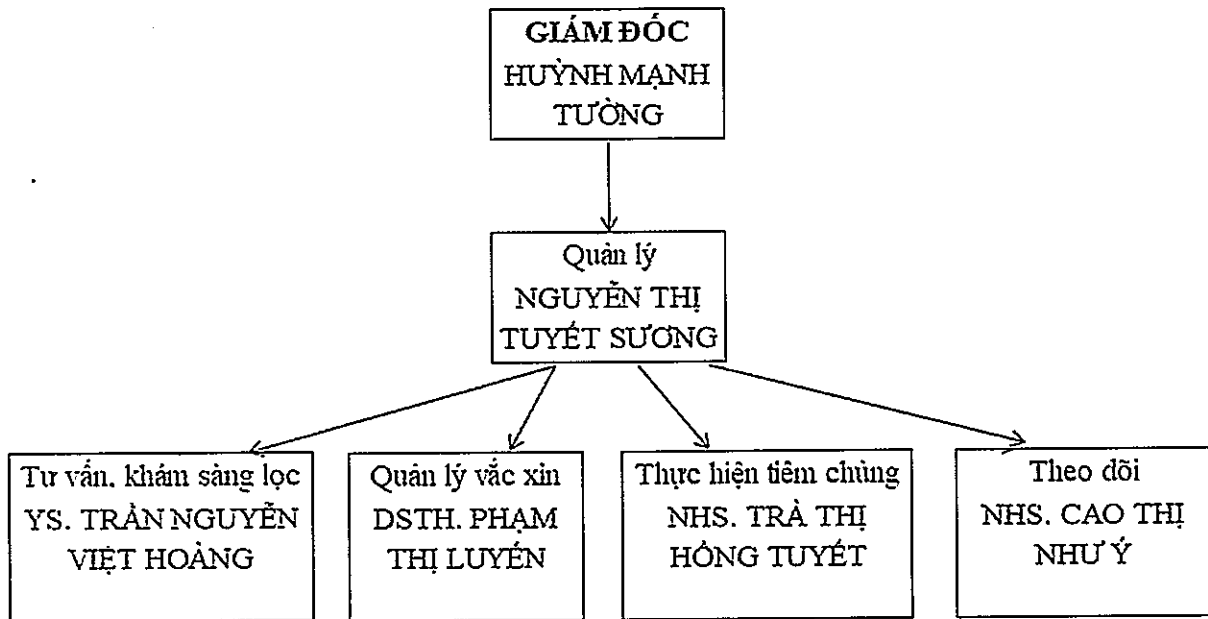 GIÁM ĐỐC
HUỲNH MẠNH
TƯỜNG
Quản lý
NGUYỄN THỊ
TUYẾT SƯƠNG
Tư vấn, khám sàng lọc
YS. TRẦN NGUYỄN
VIỆT HOÀNG
Quản lý vắc xin
DSTH. PHẠM
THỊ LUYẾN
Thực hiện tiêm chủng
NHS. TRÀ THỊ
HỒNG TUYẾT
Theo dõi
NHS. CAO THỊ
NHƯ Ý